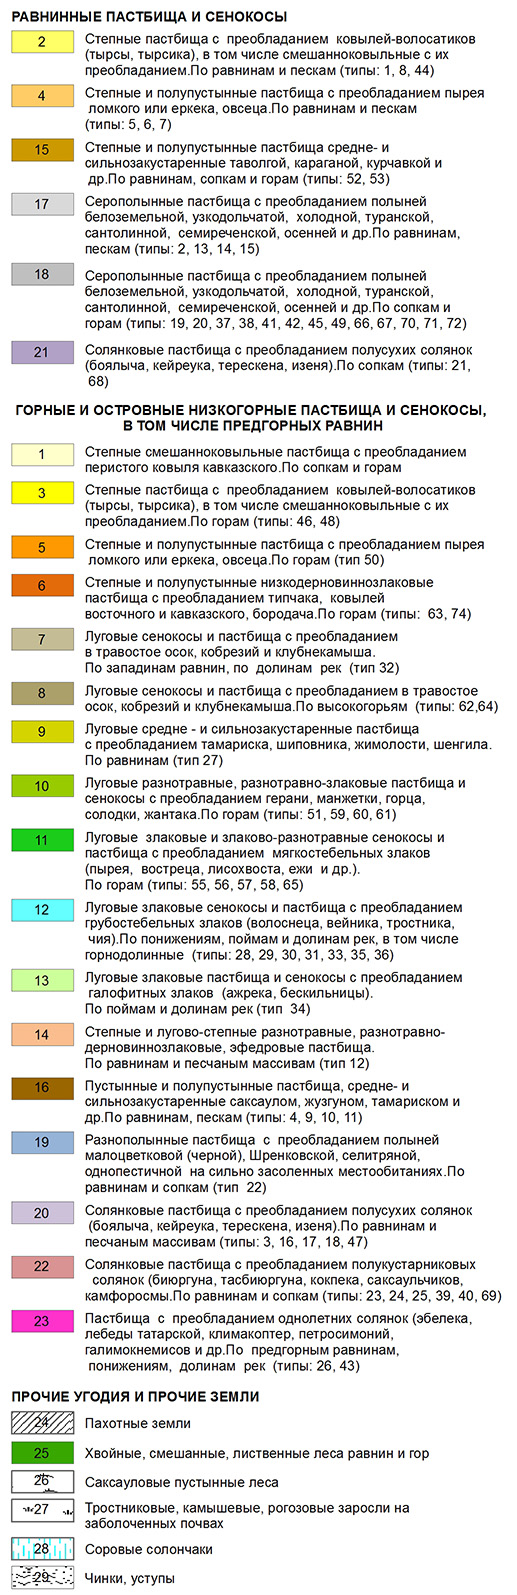 РАВНИННЫЕ ПАСТБИЩА И СЕНОКОСЫ
2 Степные пастбища с преобладанием ковылей-волосатиков
(тырсы, тырсика), в том числе смешанноковыльные с их
преобладанием.По равнинам и пескам (типы: 1, 8, 44)
4 Степные и полупустынные пастбища с преобладанием пырея
ломкого или еркека, овсеца.По равнинам и пескам
(типы: 5, 6, 7)
15 Степные и полупустынные пастбища средне- и
сильнозакустаренные таволгой, караганой, курчавкой и
др.По равнинам, сопкам и горам (типы: 52, 53)
17 Серополынные пастбища с преобладанием полыней
белоземельной, узкодольчатой, холодной, туранской,
сантолинной, семиреченской, осенней и др.По равнинам,
пескам (типы: 2, 13, 14, 15)
18 Серополынные пастбища с преобладанием полыней
белоземельной, узкодольчатой, холодной, туранской,
сантолинной, семиреченской, осенней и др.По сопкам и
горам (типы: 19, 20, 37, 38, 41, 42, 45, 49, 66, 67, 70, 71, 72)
21 Солянковые пастбища с преобладанием полусухих солянок
(боялыча, кейреука, терескена, изеня).По сопкам (типы: 21,
68)
ГОРНЫЕ И ОСТРОВНЫЕ НИЗКОГОРНЫЕ ПАСТБИЩА И СЕНОКОСЫ,
В ТОМ ЧИСЛЕ ПРЕДГОРНЫХ РАВНИН
1 Степные смешанноковыльные пастбища с преобладанием
перистого ковыля кавказского.По сопкам и горам
3 Степные пастбища с преобладанием ковылей-волосатиков
(тырсы, тырсика), в том числе смешанноковыльные с их
преобладанием.По горам (типы: 46, 48)
5 Степные и полупустынные пастбища с преобладанием пырея
ломкого или еркека, овсеца.По горам (тип 50)
6 Степные и полупустынные низкодерновиннозлаковые
пастбища с преобладанием типчака, ковылей
восточного и кавказского, бородача.По горам (типы: 63, 74)
7 Луговые сенокосы и пастбища с преобладанием
в травостое осок, кобрезий и клубнекамыша.
По западинам равнин, по долинам рек (тип 32)
8 Луговые сенокосы и пастбища с преобладанием в травостое
осок, кобрезий и клубнекамыша.По высокогорьям (типы: 62,64)
9 Луговые средне - и сильнозакустаренные пастбища
с преобладанием тамариска, шиповника, жимолости, шенгила.
По равнинам (тип 27)
10 Луговые разнотравные, разнотравно-злаковые пастбища и
сенокосы с преобладанием герани, манжетки, горца,
солодки, жантака.По горам (типы: 51, 59, 60, 61)
11 Луговые злаковые и злаково-разнотравные сенокосы и
пастбища с преобладанием мягкостебельных злаков
(пырея, востреца, лисохвоста, ежи и др.).
По горам (типы: 55, 56, 57, 58, 65)
12 Луговые злаковые сенокосы и пастбища с преобладанием
грубостебельных злаков (волоснеца, вейника, тростника,
чия).По понижениям, поймам и долинам рек, в том числе
горнодолинные (типы: 28, 29, 30, 31, 33, 35, 36)
13 Луговые злаковые пастбища и сенокосы с преобладанием
галофитных злаков (ажрека, бескильницы).
По поймам и долинам рек (тип 34)
14 Степные и лугово-степные разнотравные, разнотравно-
дерновиннозлаковые, эфедровые пастбища.
По равнинам и песчаным массивам (тип 12)
16 Пустынные и полупустынные пастбища, средне- и
сильнозакустаренные саксаулом, жузгуном, тамариском и
др.По равнинам, пескам (типы: 4, 9, 10, 11)
19 Разнополынные пастбища с преобладанием полыней
малоцветковой (черной), Шренковской, селитряной,
однопестичной на сильно засоленных местообитаниях.По
равнинам и сопкам (тип 22)
20 Солянковые пастбища с преобладанием полусухих солянок
(боялыча, кейреука, терескена, изеня).По равнинам и
песчаным массивам (типы: 3, 16, 17, 18, 47)
22 Солянковые пастбища с преобладанием полукустарниковых
солянок (биюргуна, тасбиюргуна, кокпека, саксаульчиков,
камфоросмы.По равнинам и сопкам (типы: 23, 24, 25, 39, 40, 69)
23 Пастбища с преобладанием однолетних солянок (эбелека,
лебеды татарской, климакоптер, петросимоний,
галимокнемисов и др.По предгорным равнинам,
понижениям, долинам рек (типы: 26, 43)
ПРОЧИЕ УГОДИЯ И ПРОЧИЕ ЗЕМЛИ
24 Пахотные земли
25 Хвойные, смешанные, лиственные леса равнин и гор
26 Саксауловые пустынные леса
27 Тростниковые, камышевые, рогозовые заросли на
заболоченных почвах
28 Соровые солончаки
29 Чинки, уступы